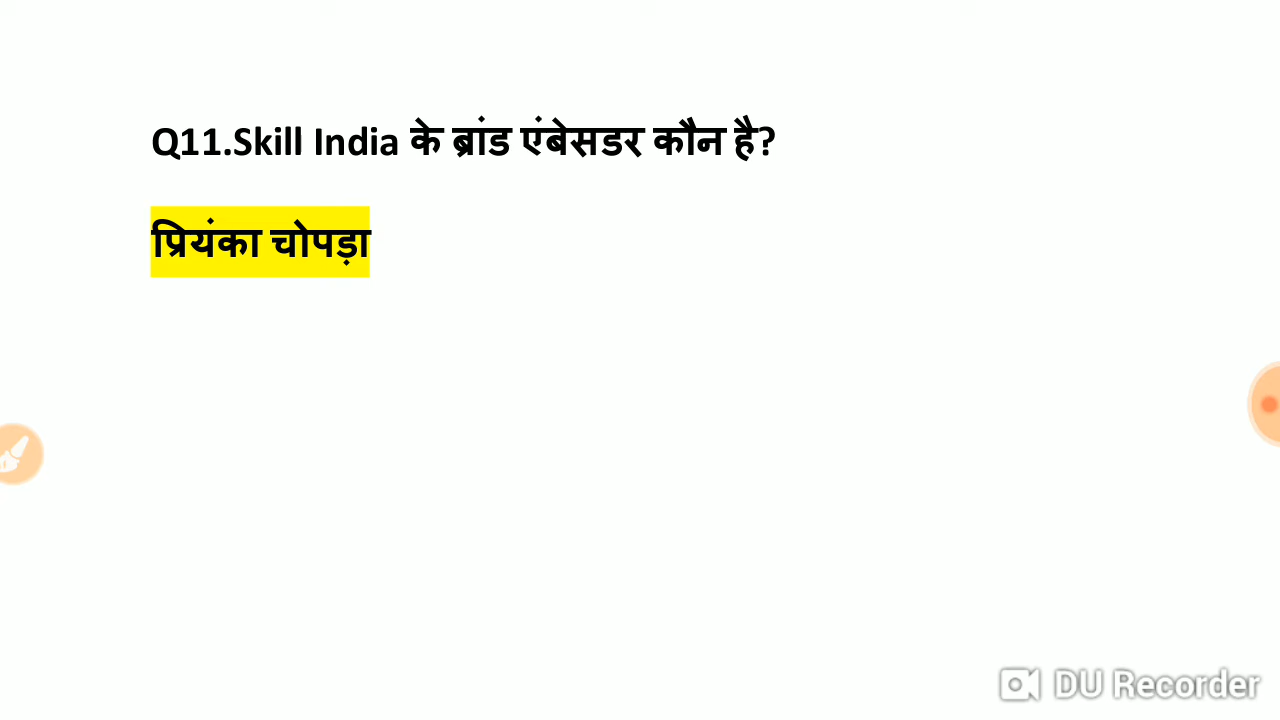 Q11.Skill India के ब्रांड एंबेसडर कौन है?
प्रियंका चोपड़ा
DU Recorder